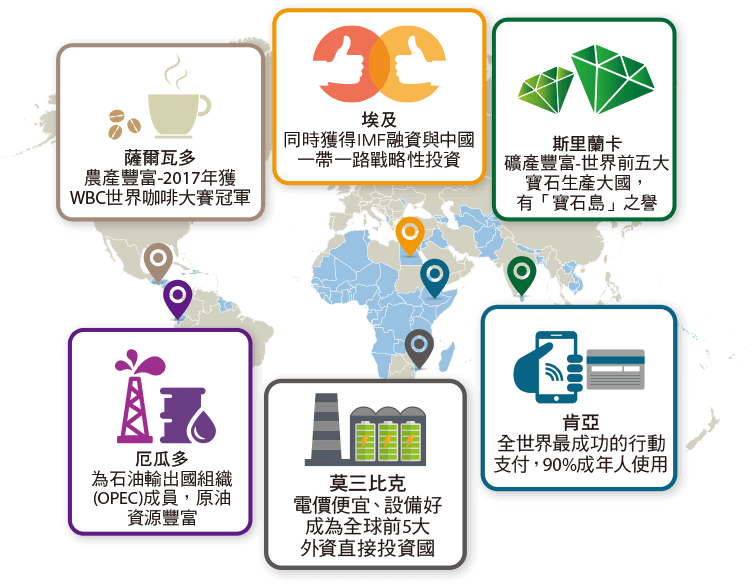 薩爾瓦多
農產豐富-2017年獲
WBC世界咖啡大賽冠軍
埃及
同時獲得IMF融資與中國
一帶一路戰略性投資
斯里蘭卡
礦產豐富-世界前五大
寶石生產大國，
有「寶石島」之譽
厄瓜多
為石油輸出國組織
(OPEC)成員，原油
資源豐富
莫三比克
電價便宜、設備好
成為全球前5大
外資直接投資國
肯亞
全世界最成功的行動
支付，90%成年人使用